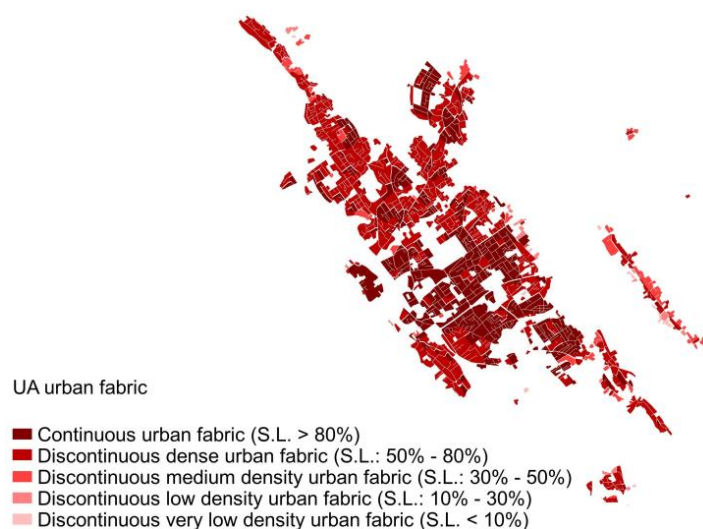 UA urban fabric
Continuous urban fabric (S.L. > 80%)
Discontinuous dense urban fabric (S.L.: 50% - 80%)
Discontinuous medium density urban fabric (S.L.: 30% - 50%)
Discontinuous low density urban fabric (S.L.: 10% - 30%)
Discontinuous very low density urban fabric (S.L. < 10%)